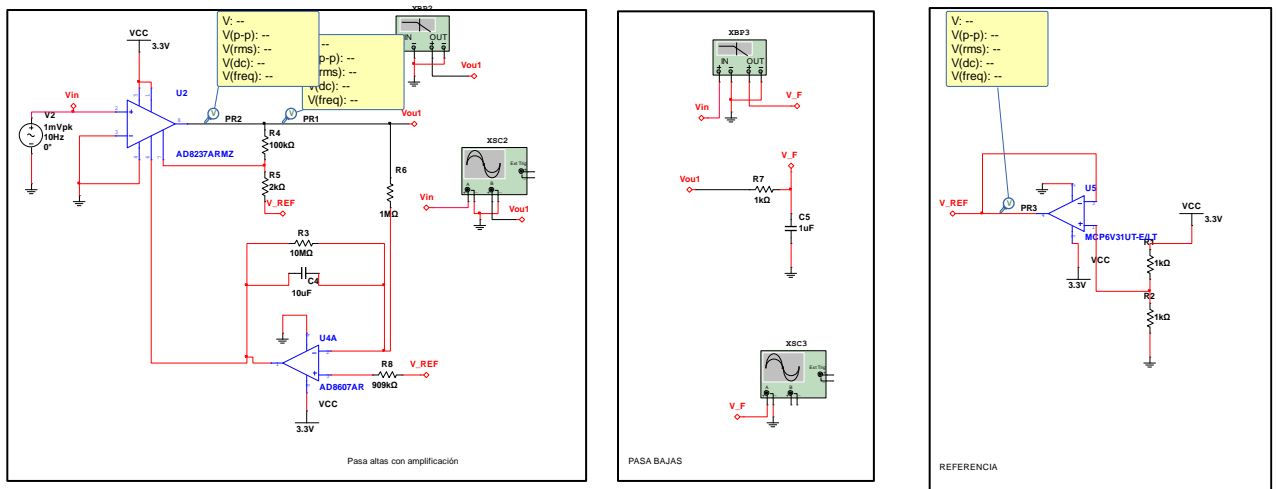 V: --
V(p-p): --
V(rms): --
V(dc): --
V(freq): --
p-p): --
rms): --
V(dc): --
V(freq): --
XBP2
IN
OUT
Vou1
VCC
3.3V
U2
Vin
V2
1mVpk
10Hz
0°
AD8237ARMZ
PR2
PR1
Vou1
R4
100kΩ
R5
2kΩ
V_REF
R6
1MΩ
XSC2
Ext Trig
A
B
Vin
Vou1
R3
10MΩ
C4
10uF
U4A
AD8607AR
R8
909kΩ
V_REF
VCC
3.3V
Pasa altas con amplificación
XBP3
IN
OUT
Vin
V_F
V_F
Vou1
R7
1kΩ
C5
1uF
XSC3
Ext Trig
A
B
V_F
PASA BAJAS
V: --
V(p-p): --
V(rms): --
V(dc): --
V(freq): --
V_REF
PR3
U5
MCP6V31UT-E/LT
VCC
3.3V
VCC
3.3V
R1
1kΩ
R2
1kΩ
REFERENCIA